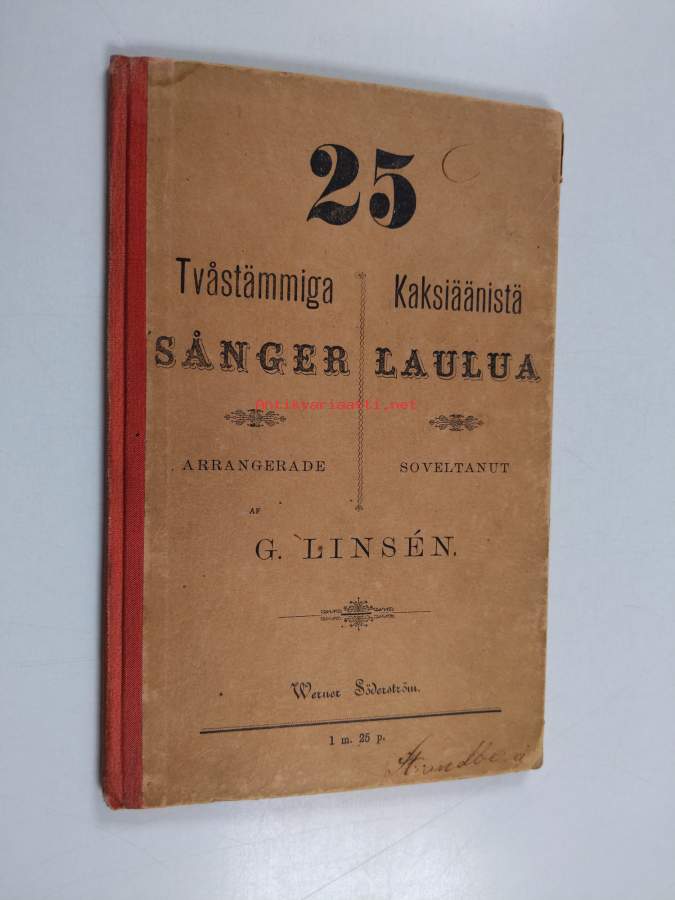 25
Tvåstämmiga
SÅNGER
ARRANGERADE
AF
Kaksiäänistä
LAULUA
SOVELTANUT
G. LINSÉN.
Werner Söderström.
1 m. 25 p.
Antikvariaatti.net